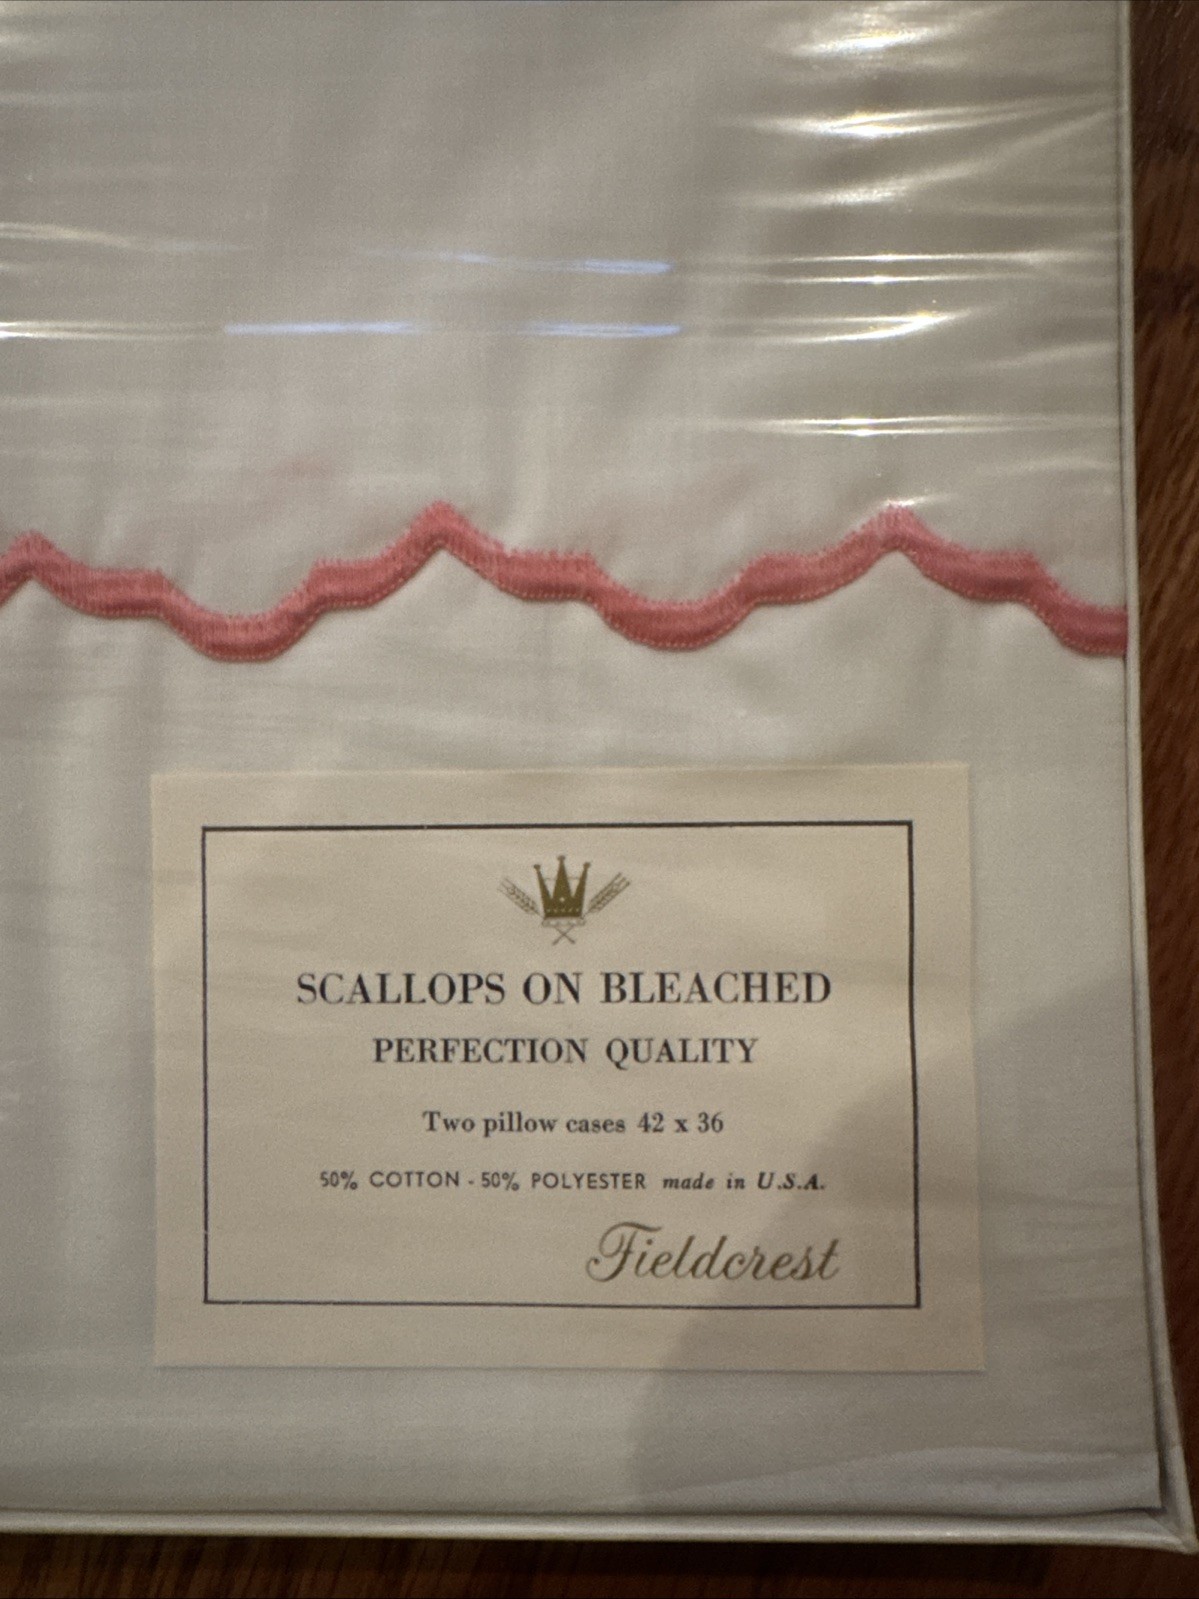 SCALLOPS ON BLEACHED
PERFECTION QUALITY
Two pillow cases 42 x 36
50% COTTON - 50% POLYESTER made in U.S.A.
Fieldcrest